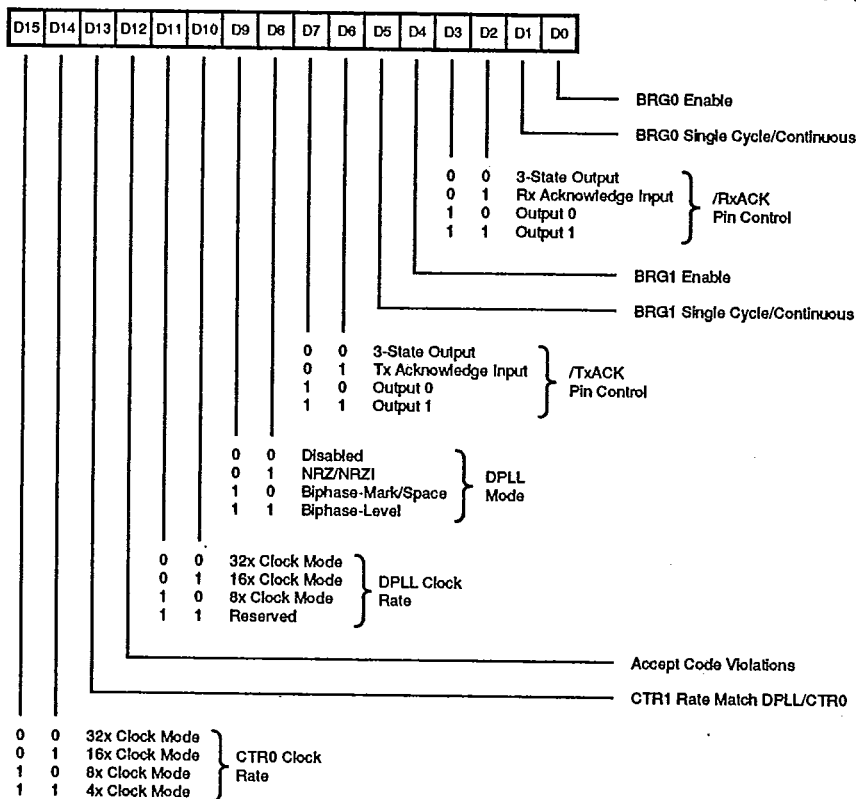 D15 D14 D13 D12 D11 D10 D9 D8 D7 D6 D5 D4 D3 D2 D1 D0
BRG0 Enable
BRG0 Single Cycle/Continuous
0 0 3-State Output
0 1 Rx Acknowledge Input
1 0 Output 0
1 1 Output 1
/RxACK
Pin Control
BRG1 Enable
BRG1 Single Cycle/Continuous
0 0 3-State Output
0 1 Tx Acknowledge Input
1 0 Output 0
1 1 Output 1
/TxACK
Pin Control
0 0 Disabled
0 1 NRZ/NRZI
1 0 Biphase-Mark/Space
1 1 Biphase-Level
DPLL
Mode
0 0 32x Clock Mode
0 1 16x Clock Mode
1 0 8x Clock Mode
1 1 Reserved
DPLL Clock
Rate
Accept Code Violations
CTR1 Rate Match DPLL/CTR0
0 0 32x Clock Mode
0 1 16x Clock Mode
1 0 8x Clock Mode
1 1 4x Clock Mode
CTR0 Clock
Rate